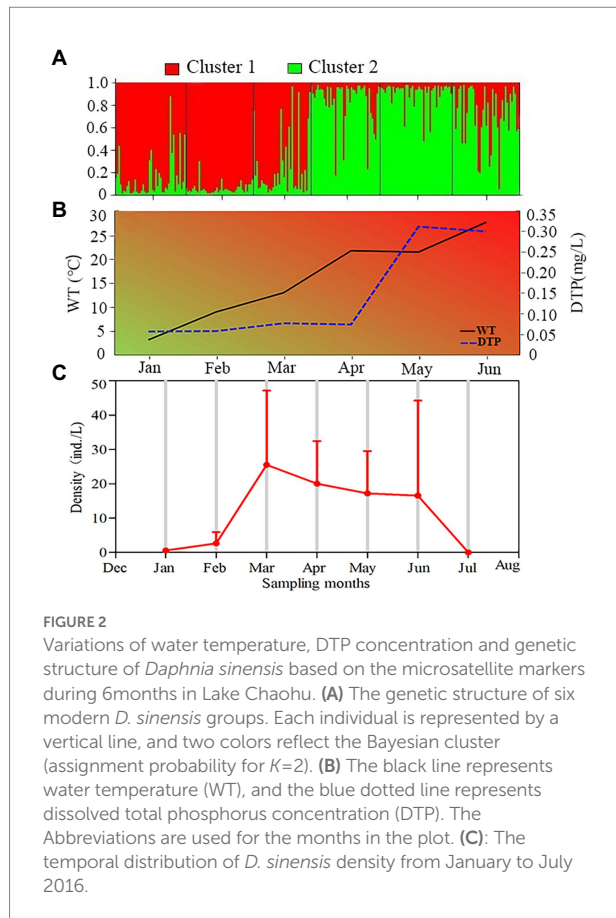 A
Cluster 1 Cluster 2
1.0
0.8
0.6
0.4
0.2
0
B
30
25
20
15
10
5
0
WT (°C)
0.35
0.30
0.25
0.20
0.15
0.10
0.05
0
DTP(mg/L)
WT
DTP
Jan Feb Mar Apr May Jun
C
50
40
30
20
10
0
Density (ind./L)
Dec Jan Feb Mar Apr May Jun Jul Aug
Sampling months
FIGURE 2
Variations of water temperature, DTP concentration and genetic
structure of Daphnia sinensis based on the microsatellite markers
during 6months in Lake Chaohu. (A) The genetic structure of six
modern D. sinensis groups. Each individual is represented by a
vertical line, and two colors reflect the Bayesian cluster
(assignment probability for K=2). (B) The black line represents
water temperature (WT), and the blue dotted line represents
dissolved total phosphorus concentration (DTP). The
Abbreviations are used for the months in the plot. (C): The
temporal distribution of D. sinensis density from January to July
2016.